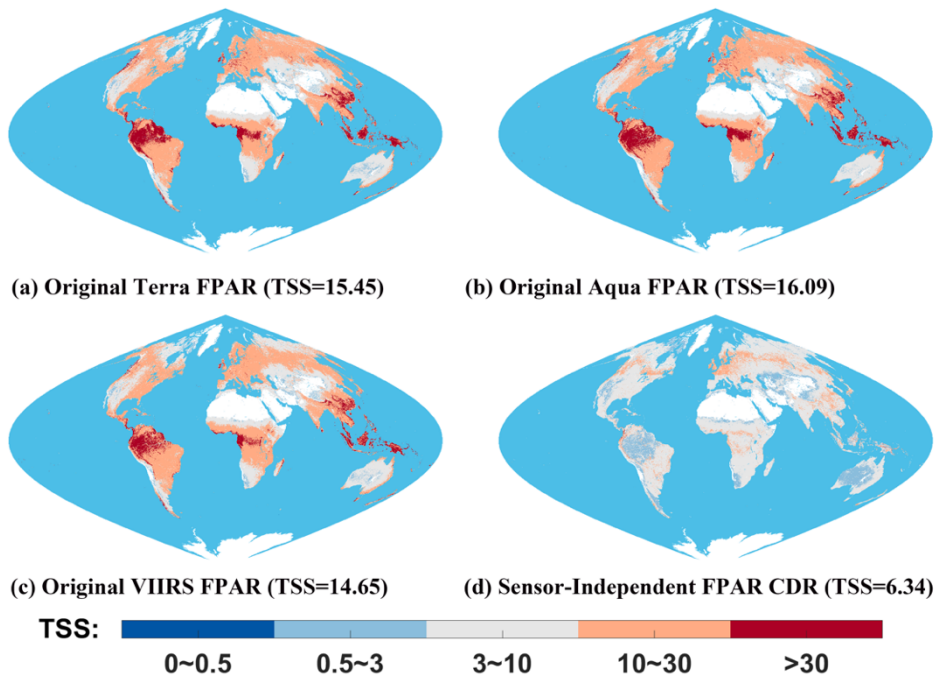 (a) Original Terra FPAR (TSS=15.45)
(b) Original Aqua FPAR (TSS=16.09)
(c) Original VIIRS FPAR (TSS=14.65)
(d) Sensor-Independent FPAR CDR (TSS=6.34)
TSS:
0~0.5 0.5~3 3~10 10~30 >30